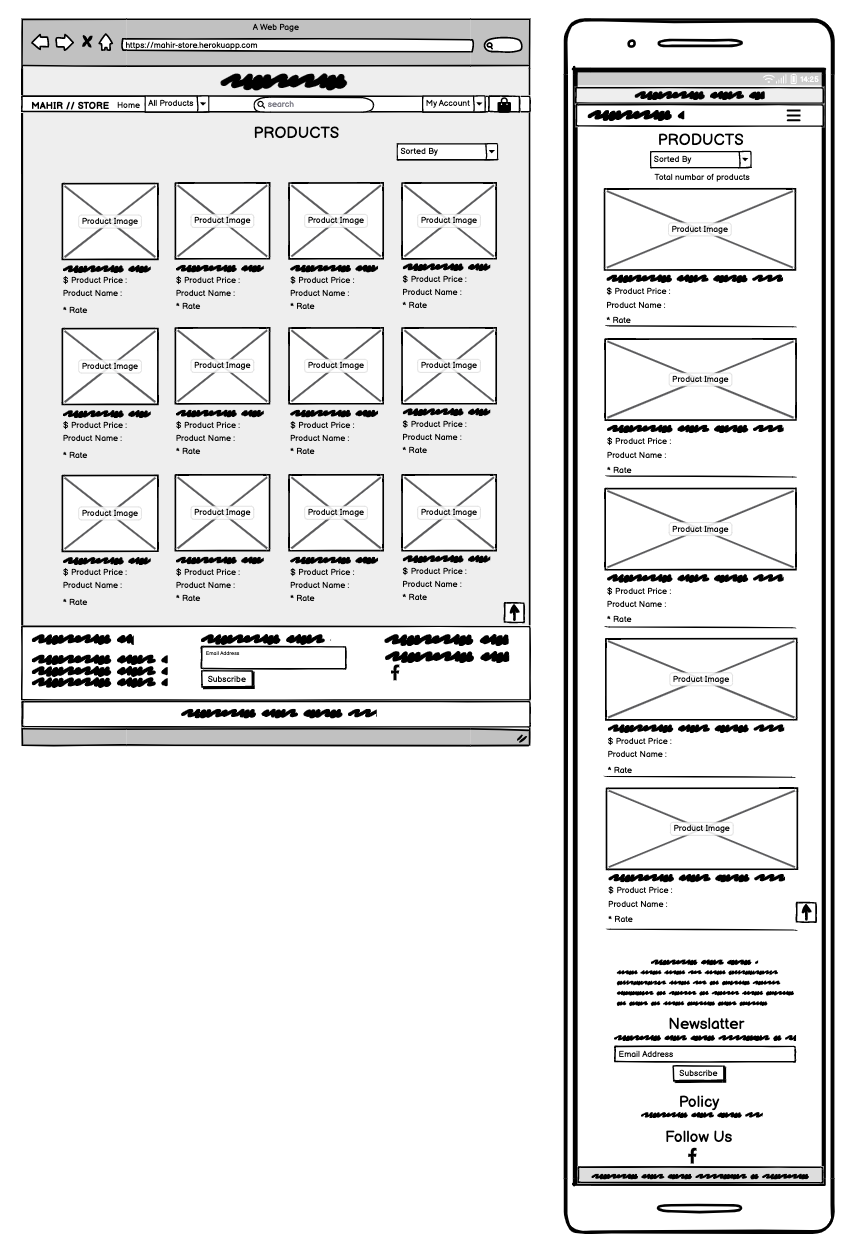 A Web Page
https://mahir-store.herokuapp.com
MAHIR // STORE Home All Products search My Account
PRODUCTS
Sorted By
Product Image Product Image Product Image Product Image
$ Product Price : $ Product Price : $ Product Price : $ Product Price :
Product Name : Product Name : Product Name : Product Name :
* Rate * Rate * Rate * Rate
Product Image Product Image Product Image Product Image
$ Product Price : $ Product Price : $ Product Price : $ Product Price :
Product Name : Product Name : Product Name : Product Name :
* Rate * Rate * Rate * Rate
Product Image Product Image Product Image Product Image
$ Product Price : $ Product Price : $ Product Price : $ Product Price :
Product Name : Product Name : Product Name : Product Name :
* Rate * Rate * Rate * Rate
Email Address
Subscribe
14:25
PRODUCTS
Sorted By
Total numbar of products
Product Image
$ Product Price :
Product Name :
* Rate
Product Image
$ Product Price :
Product Name :
* Rate
Product Image
$ Product Price :
Product Name :
* Rate
Product Image
$ Product Price :
Product Name :
* Rate
Product Image
$ Product Price :
Product Name :
* Rate
Newslatter
Email Address
Subscribe
Policy
Follow Us